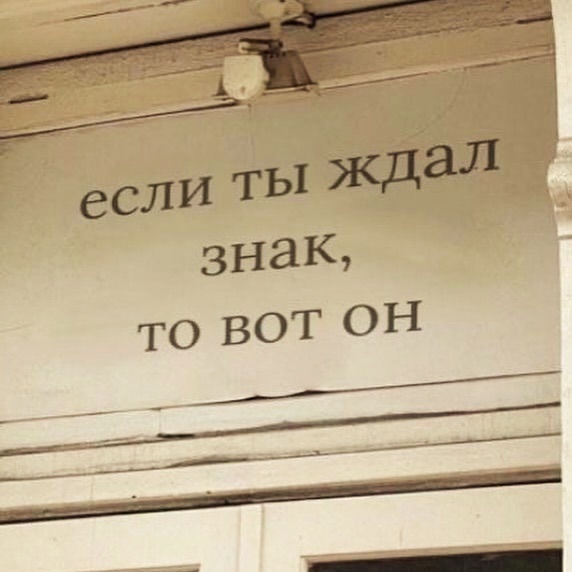 если ты ждал
знак,
то вот он